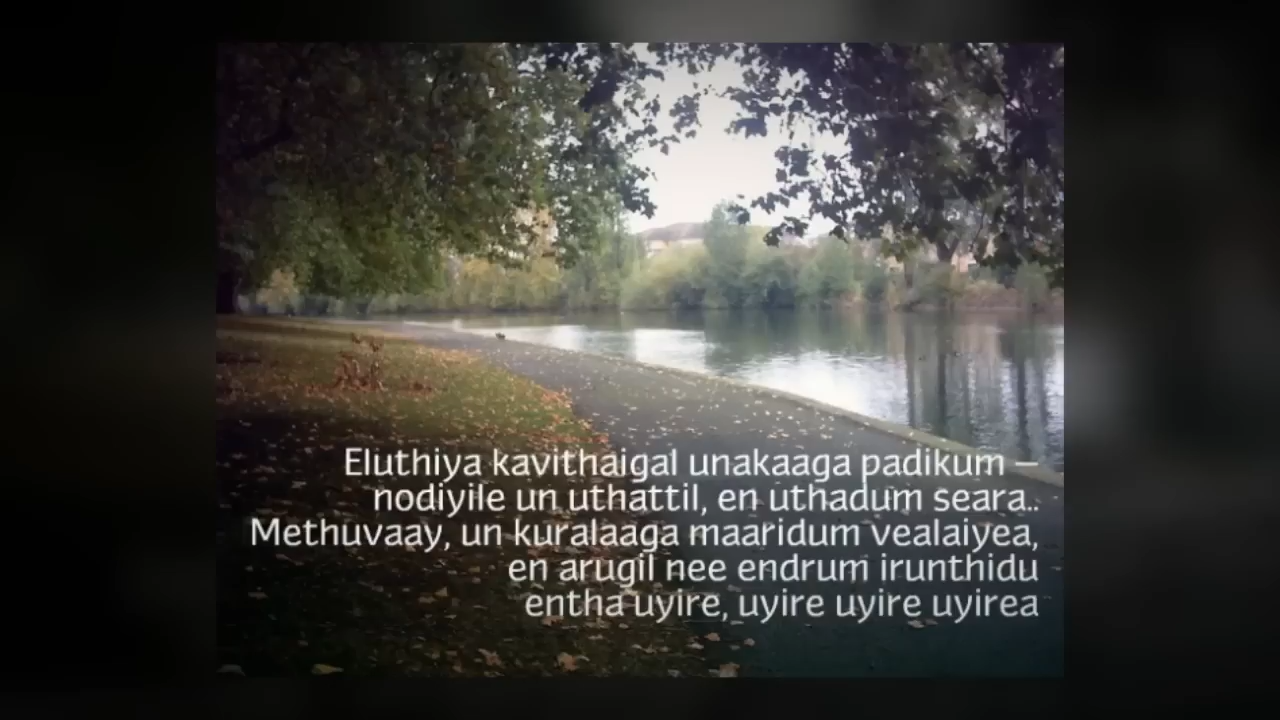 Eluthiya kavithaigal unakaaga padikum –
nodiyile un uthattil, en uthadum seara..
Methuvaay, un kuralaaga maaridum vealaiyea,
en arugil nee endrum irunthidu
entha uyire, uyire uyire uyirea